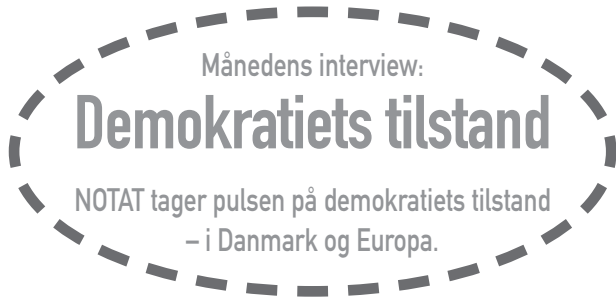 Månedens interview:
Demokratiets tilstand
NOTAT tager pulsen på demokratiets tilstand
– i Danmark og Europa.